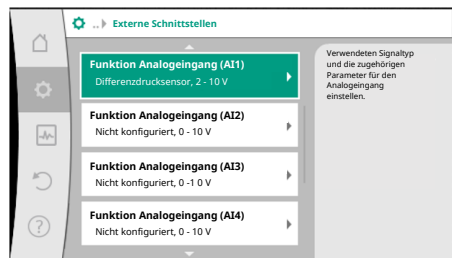 .. Externe Schnittstellen
Funktion Analogeingang (AI1)
Differenzdrucksensor, 2 - 10 V
Funktion Analogeingang (AI2)
Nicht konfiguriert, 0 - 10 V
Funktion Analogeingang (AI3)
Nicht konfiguriert, 0 -1 0 V
Funktion Analogeingang (AI4)
Nicht konfiguriert, 0 - 10 V
Verwendeten Signaltyp
und die zugehörigen
Parameter für den
Analogeingang
einstellen.
?